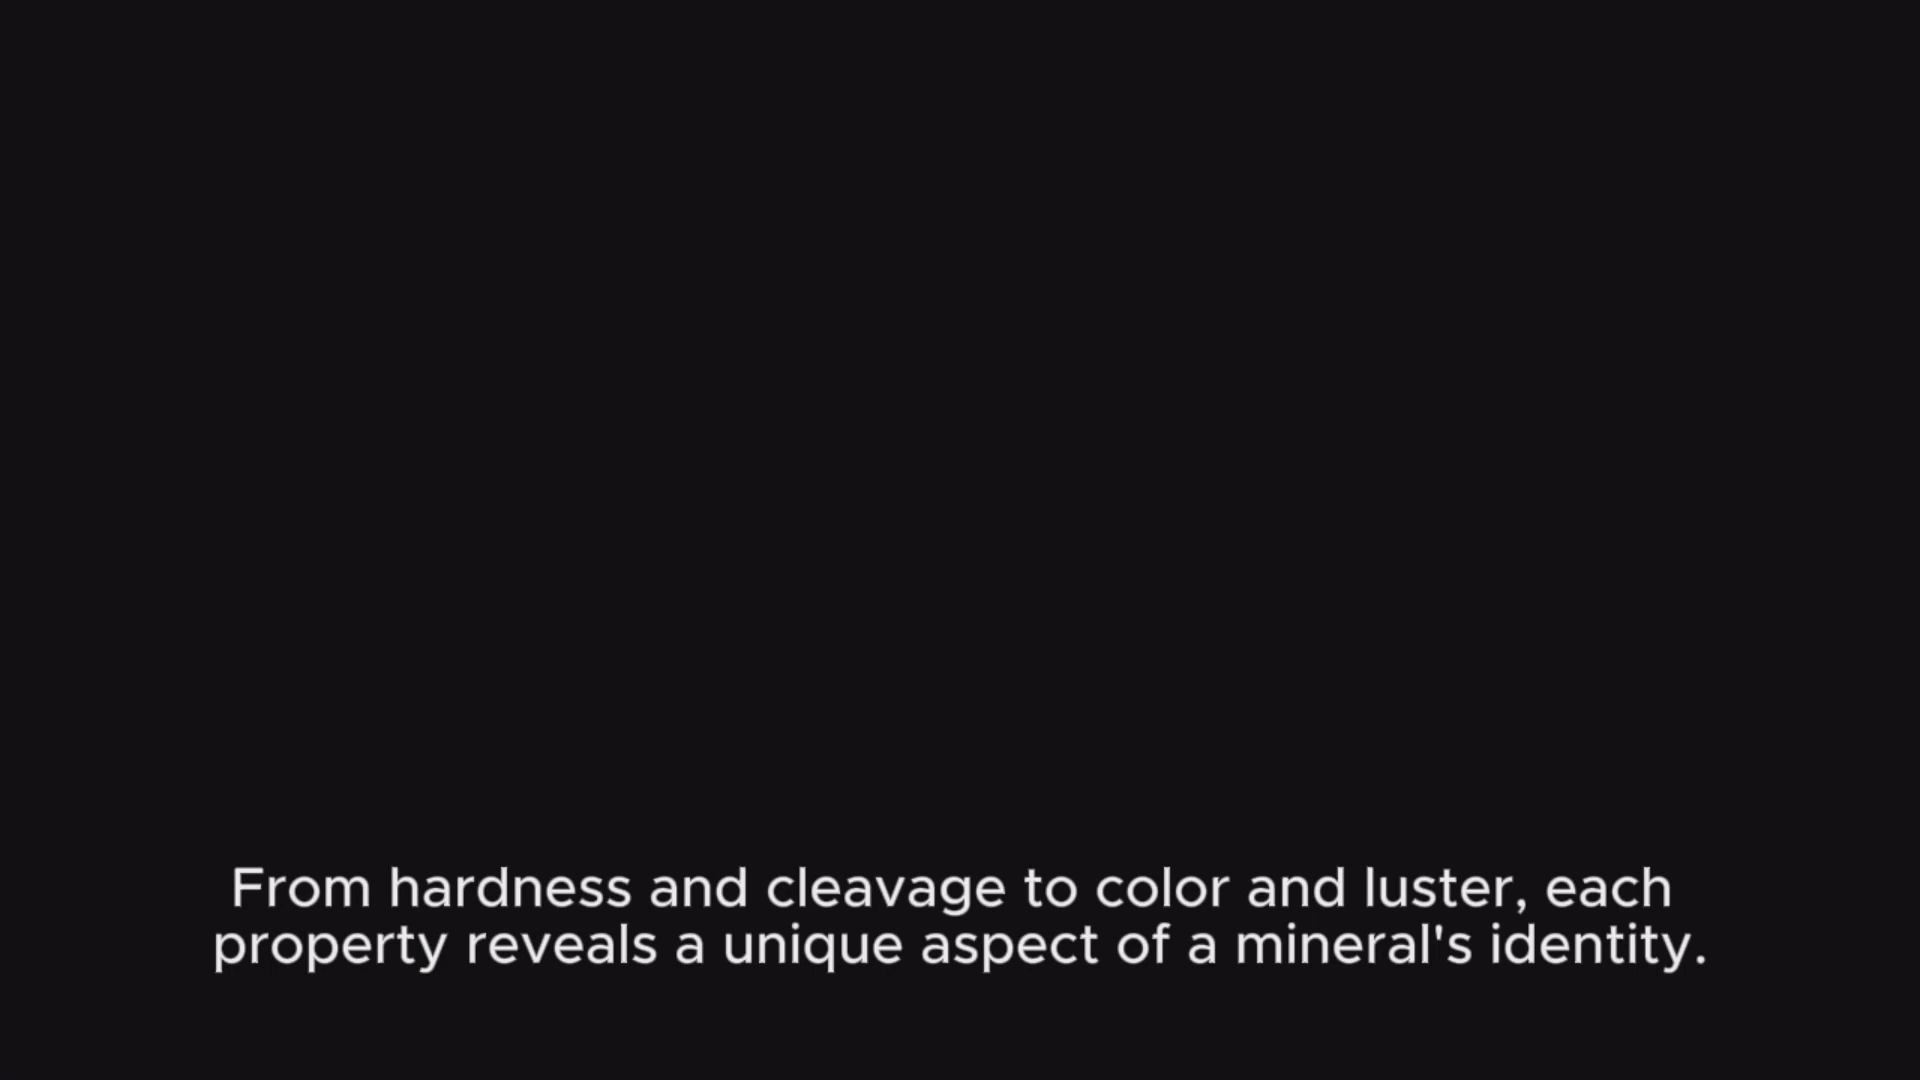 From hardness and cleavage to color and luster, each
property reveals a unique aspect of a mineral's identity.